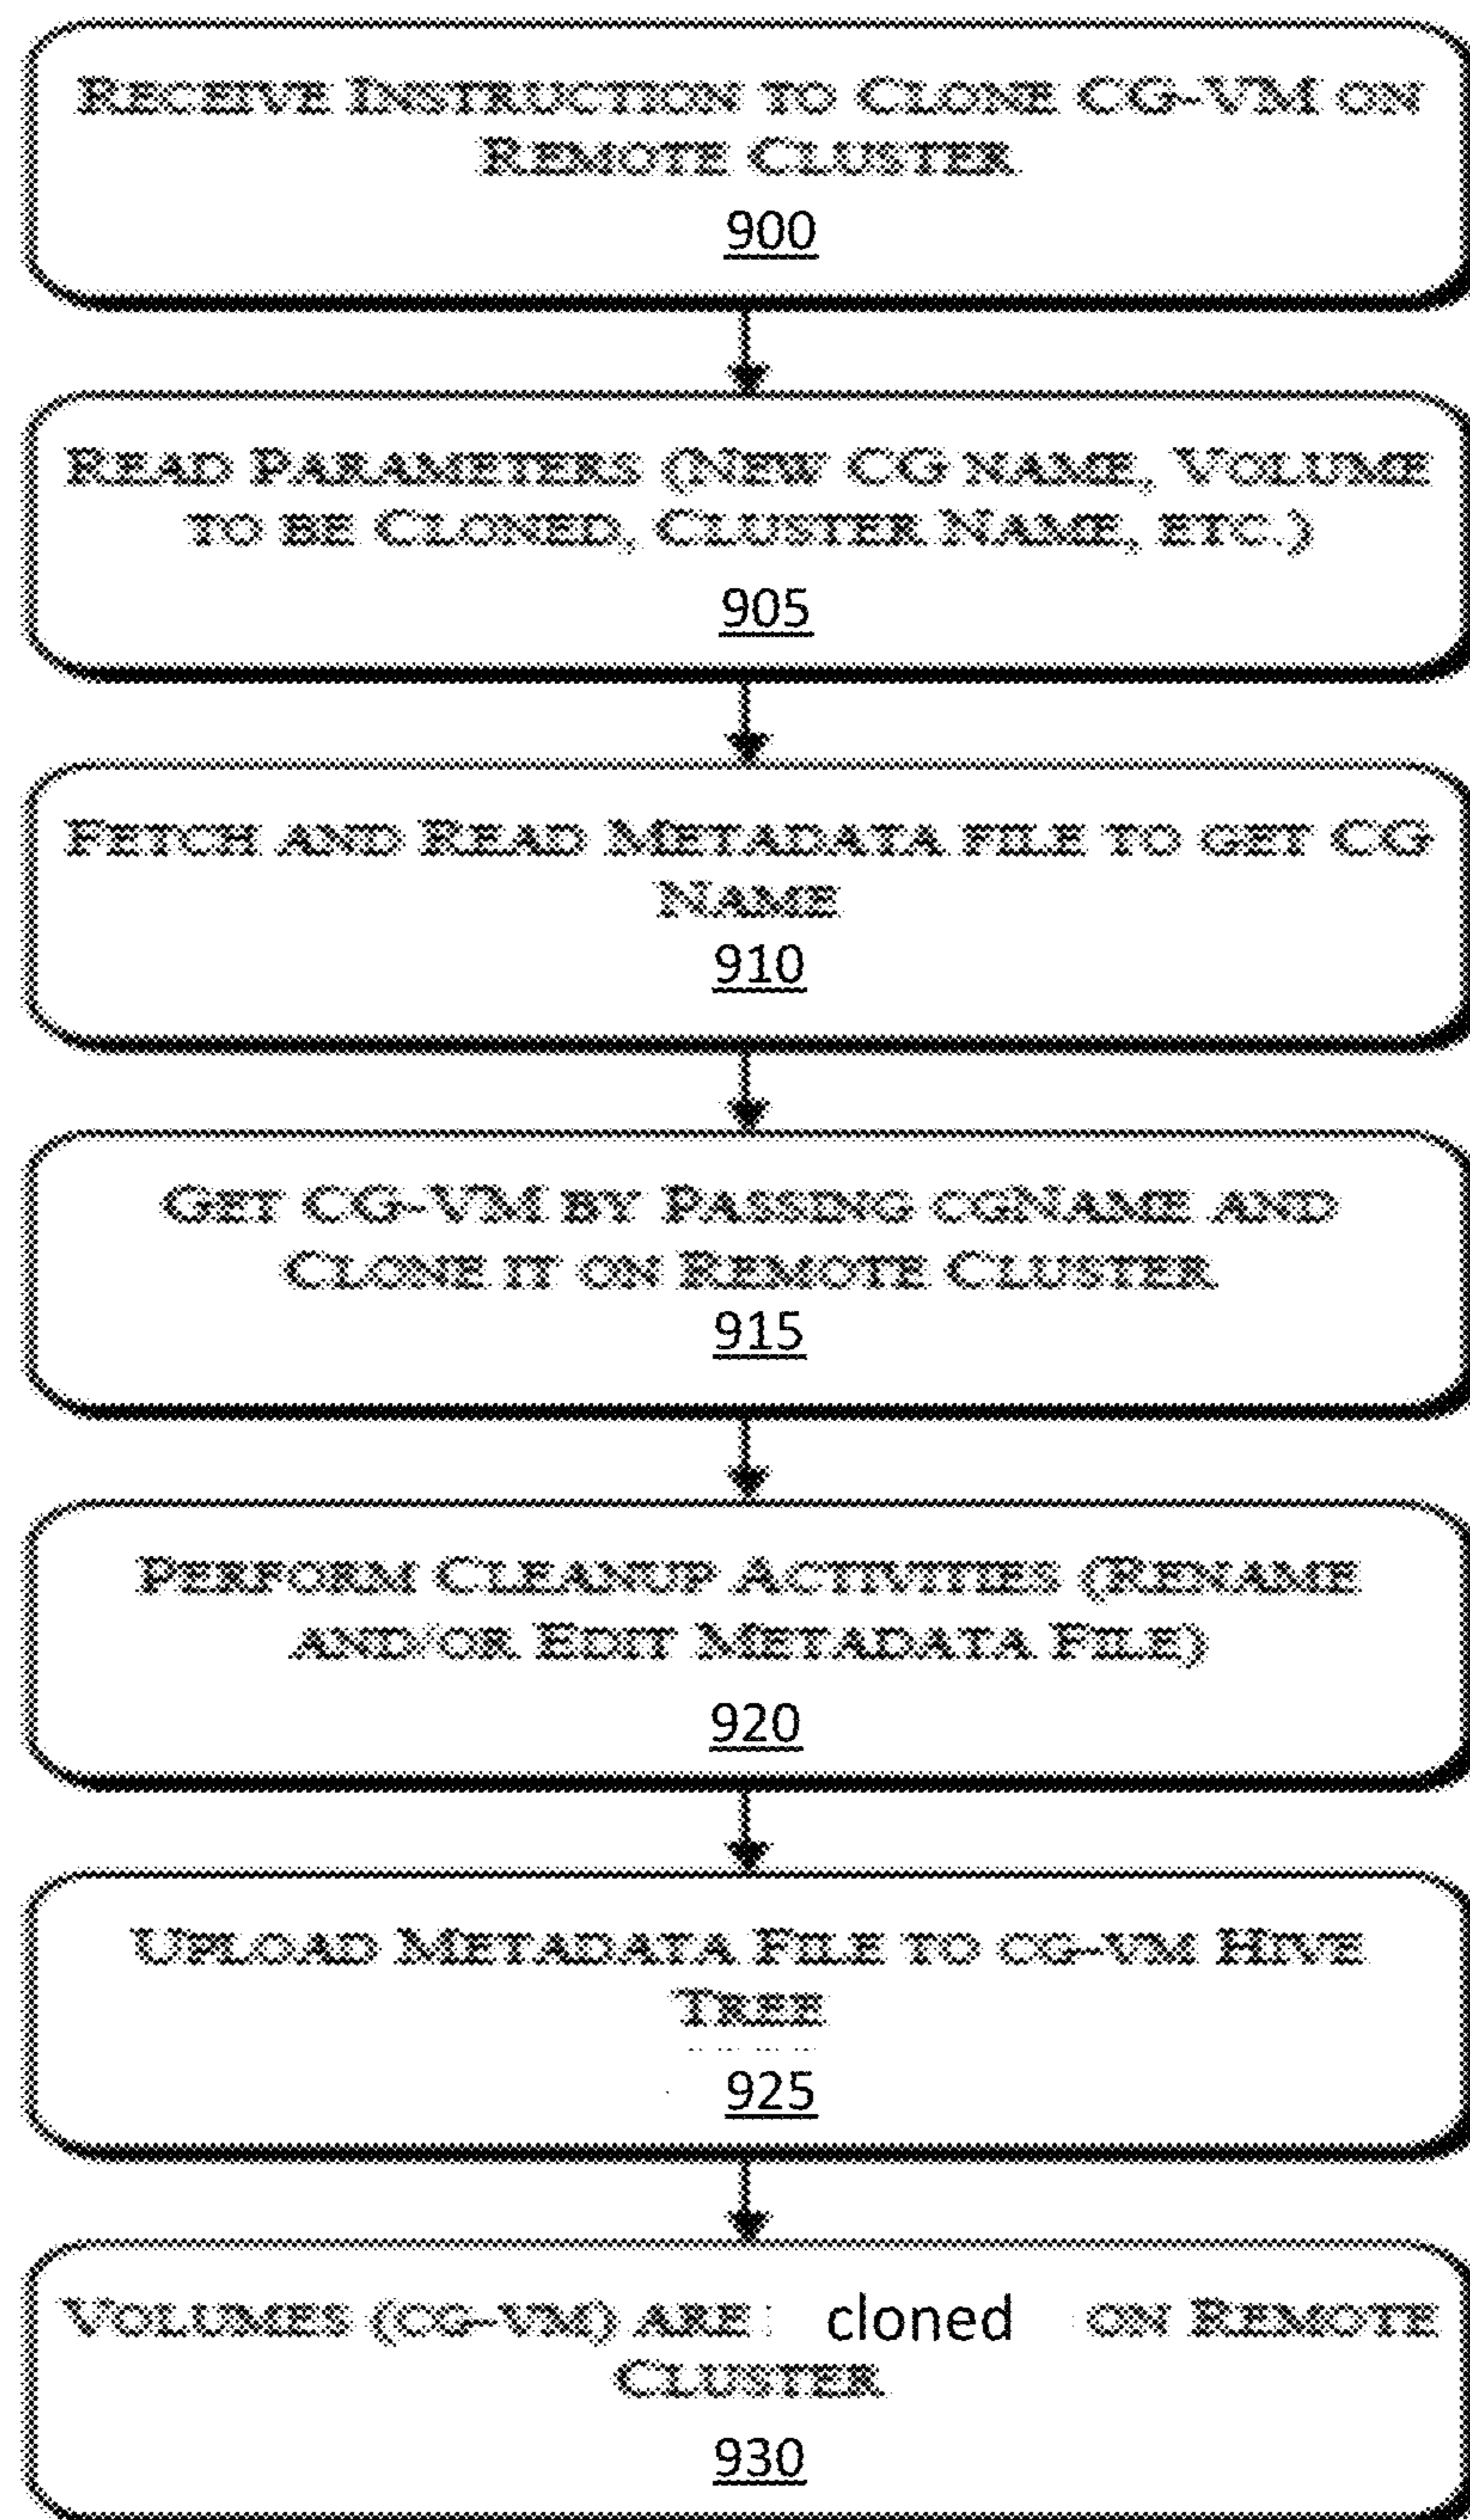 RECEIVE INSTRUCTION TO CLONE CG-VM ON
REMOTE CLUSTER
900
READ PARAMETERS (NEW CG NAME, VOLUME
TO BE CLONED, CLUSTER NAME, ETC.)
905
FETCH AND READ METADATA FILE TO GET CG
NAME
910
GET CG-VM BY PASSING CGNAME AND
CLONE IT ON REMOTE CLUSTER
915
PERFORM CLEANUP ACTIVITIES (RENAME
AND/OR EDIT METADATA FILE)
920
UPLOAD METADATA FILE TO CG-VM HIVE
TREE
925
VOLUMES (CG-VM) ARE cloned ON REMOTE
CLUSTER
930